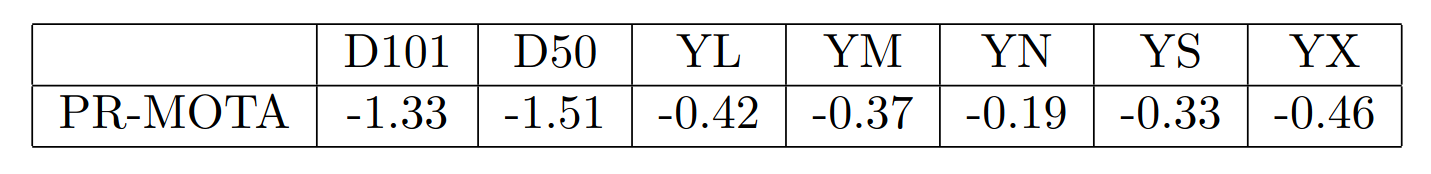 D101 D50 YL YM YN YS YX
PR-MOTA -1.33 -1.51 -0.42 -0.37 -0.19 -0.33 -0.46